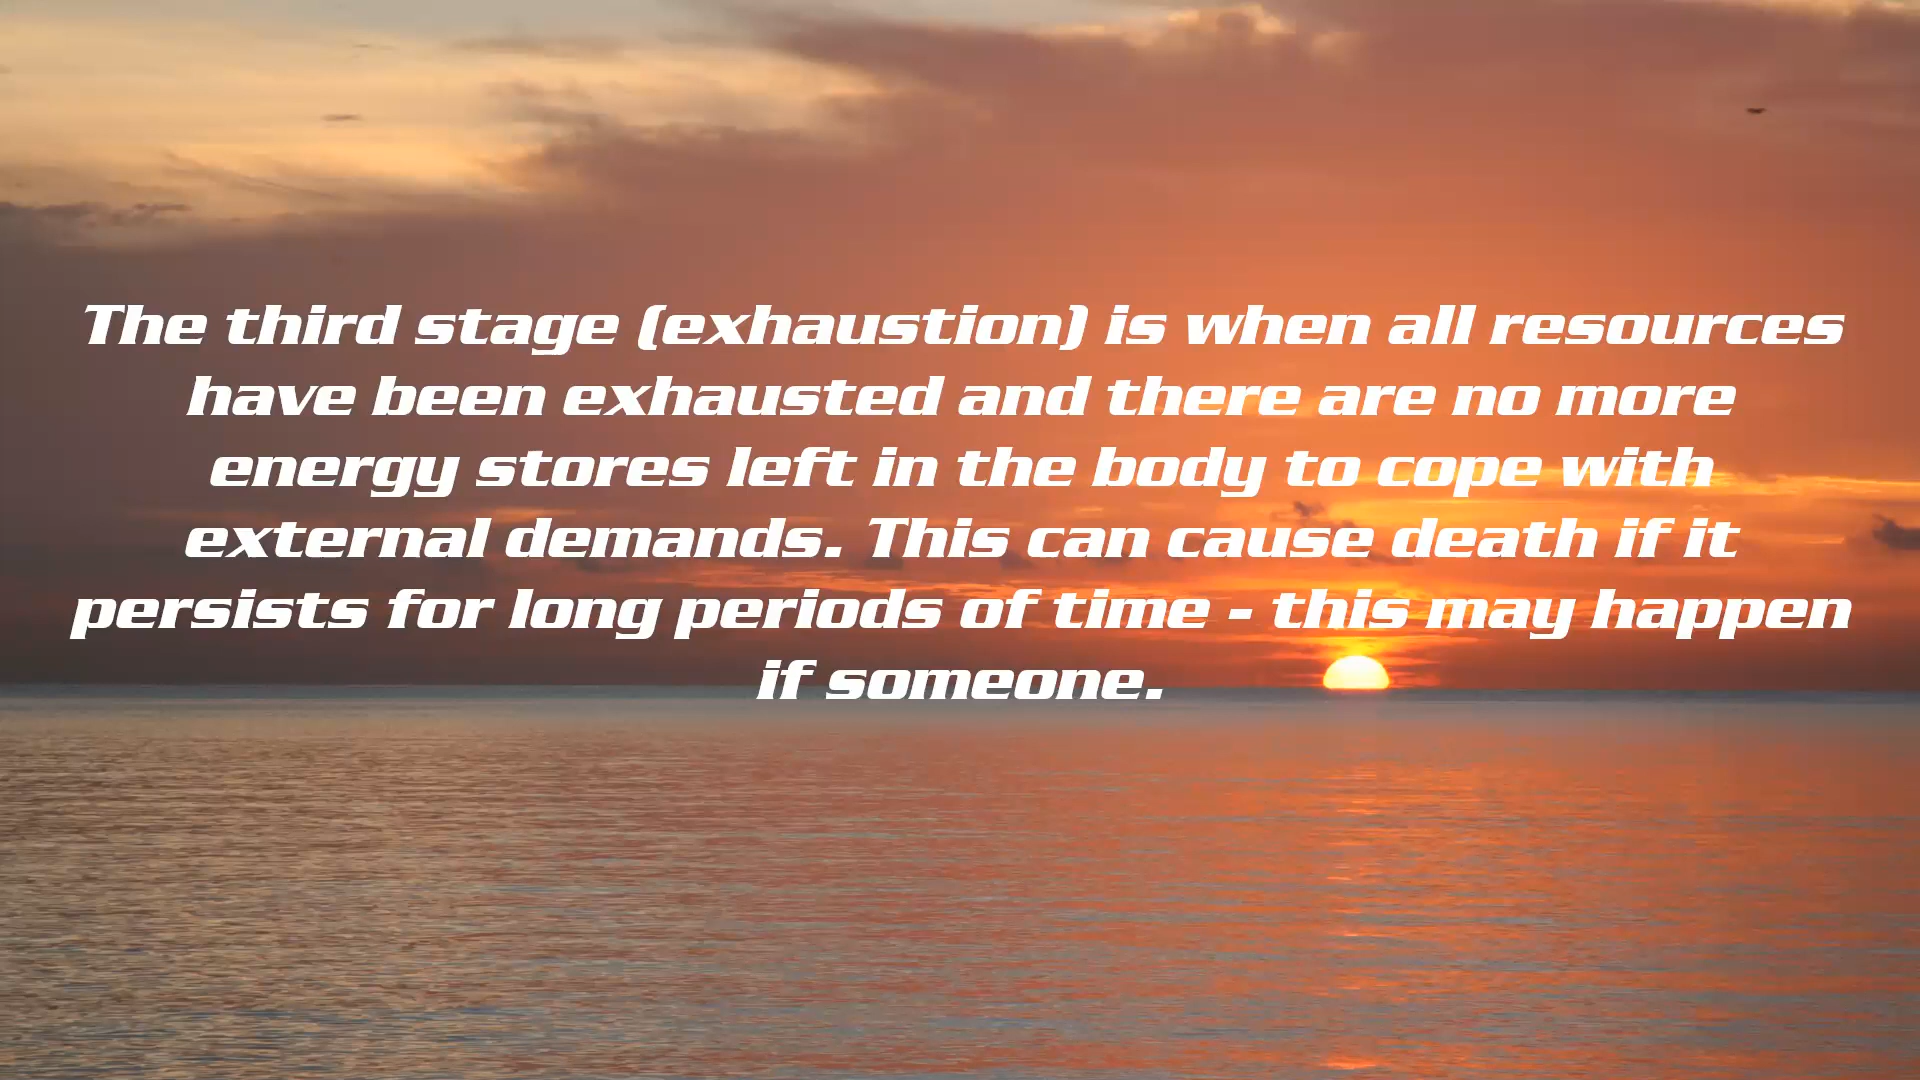 The third stage (exhaustion) is when all resources
have been exhausted and there are no more
energy stores left in the body to cope with
external demands. This can cause death if it
persists for long periods of time - this may happen
if someone.